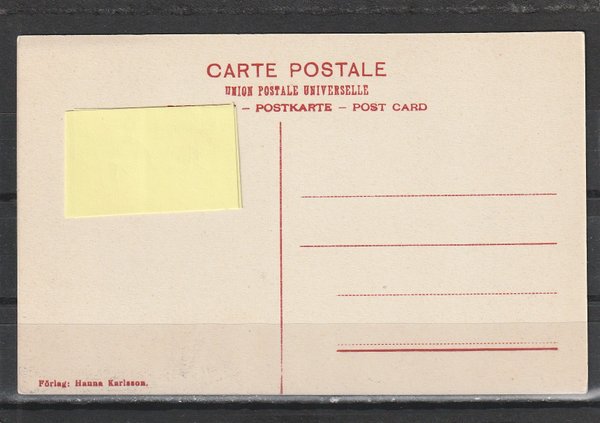 CARTE POSTALE
UNION POSTALE UNIVERSELLE
– POSTKARTE – POST CARD
Förlag: Hanna Karlsson.